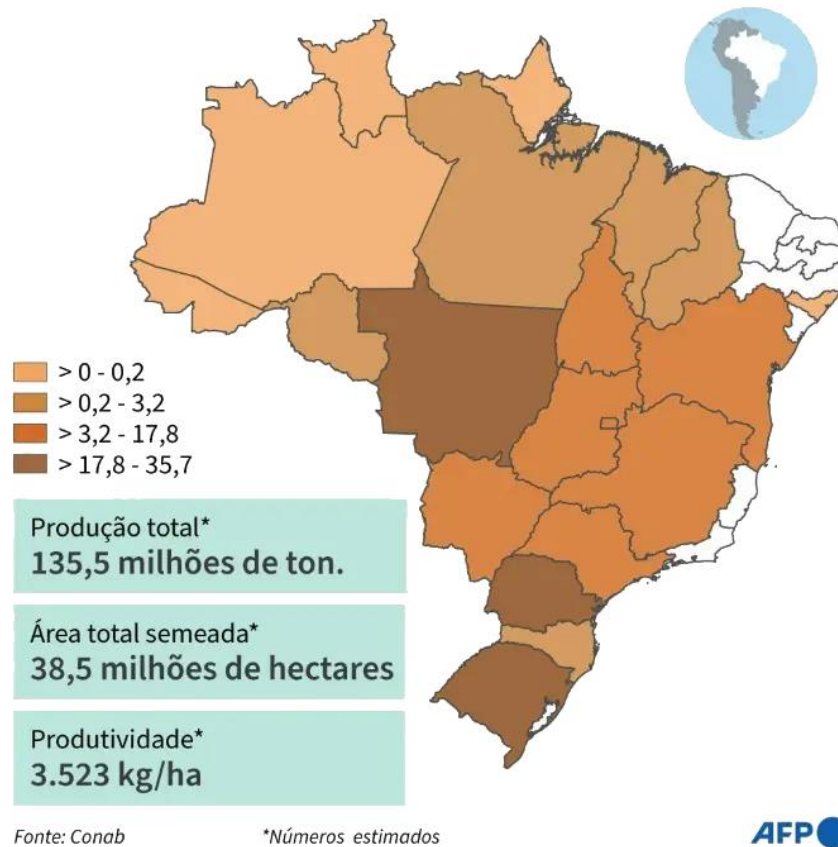 > 0 - 0,2
> 0,2 - 3,2
> 3,2 - 17,8
> 17,8 - 35,7
Produção total*
135,5 milhões de ton.
Área total semeada*
38,5 milhões de hectares
Produtividade*
3.523 kg/ha
Fonte: Conab *Números estimados
AFP